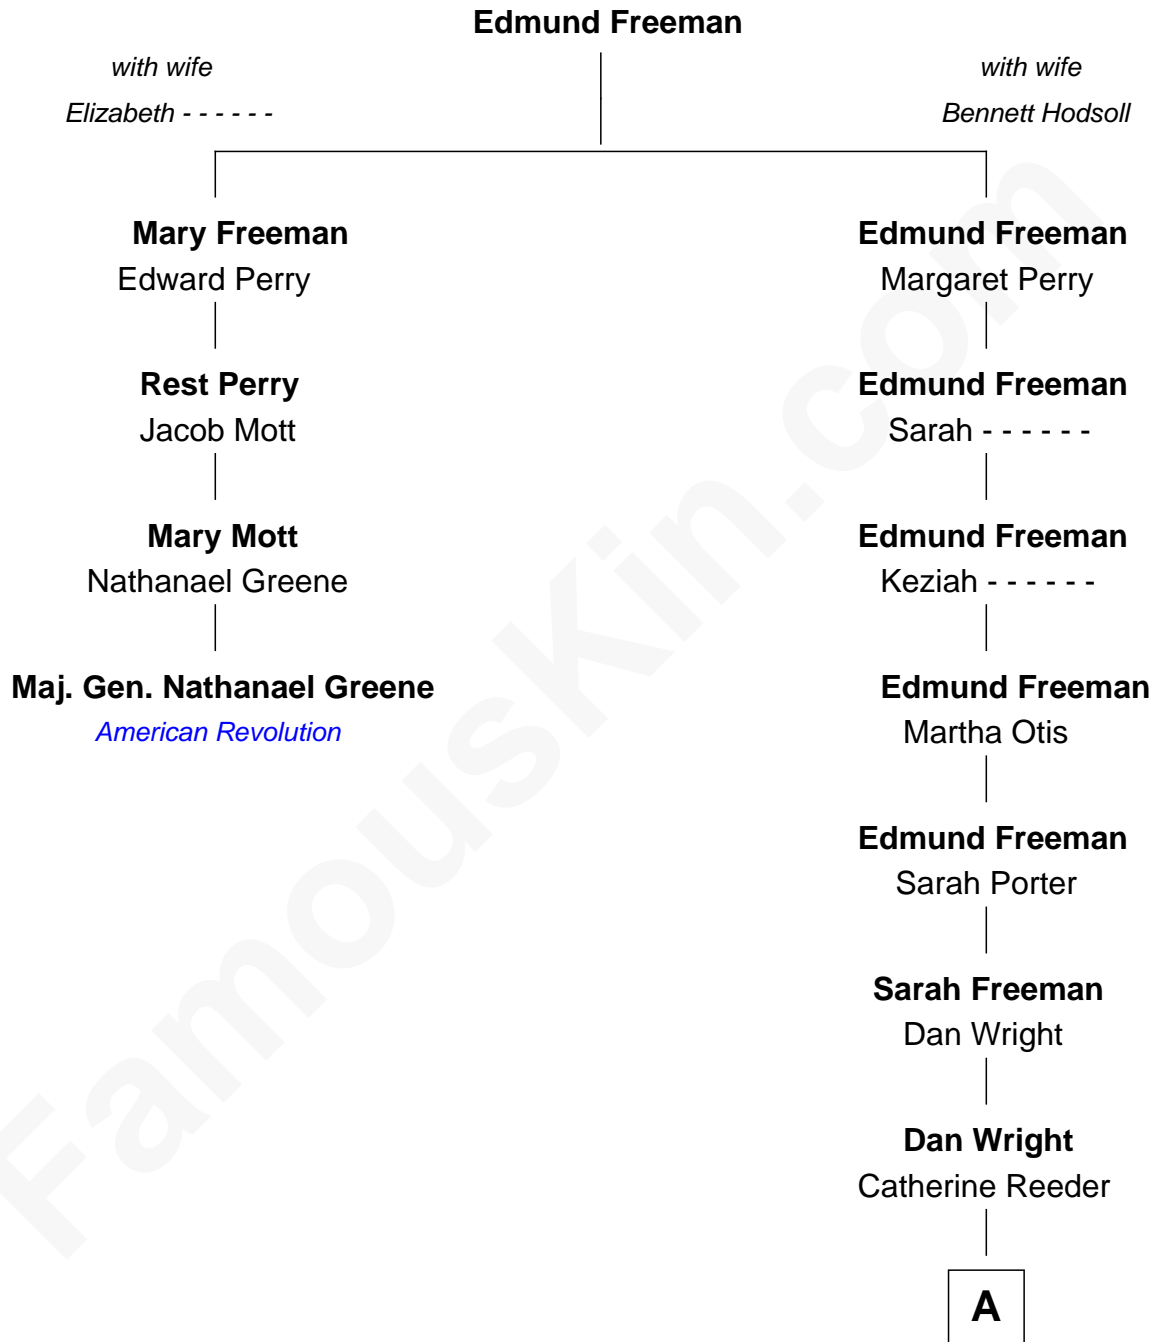 Edmund Freeman
with wife
Elizabeth - - - - - -
with wife
Bennett Hodsoll
Mary Freeman
Edward Perry
Rest Perry
Jacob Mott
Mary Mott
Nathanael Greene
Maj. Gen. Nathanael Greene
American Revolution
Edmund Freeman
Margaret Perry
Edmund Freeman
Sarah - - - - - -
Edmund Freeman
Keziah - - - - - -
Edmund Freeman
Martha Otis
Edmund Freeman
Sarah Porter
Sarah Freeman
Dan Wright
Dan Wright
Catherine Reeder
A
FamousKin.com